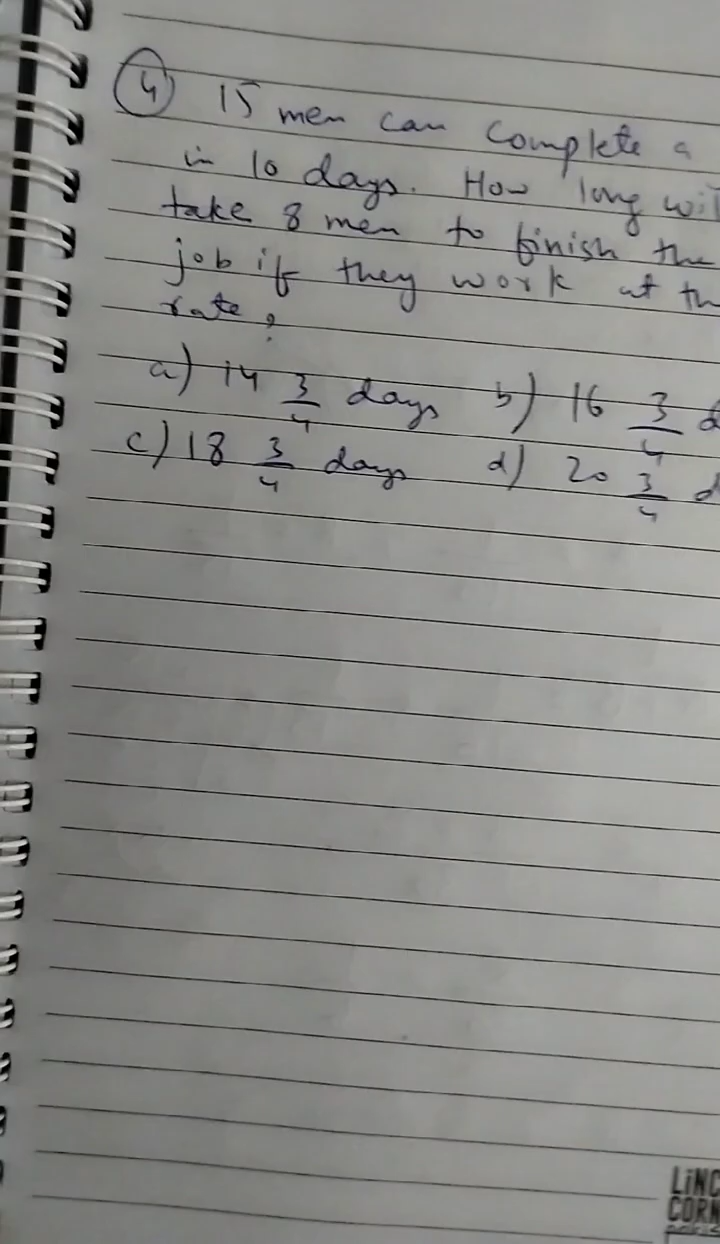 4 15 men can complete a
in 10 days. How long wil
take 8 men to finish the
job if they work at th
rate?
a) 14 3/4 days b) 16 3/4 d
c) 18 3/4 days d) 20 3/4 d
LiNC
CORN